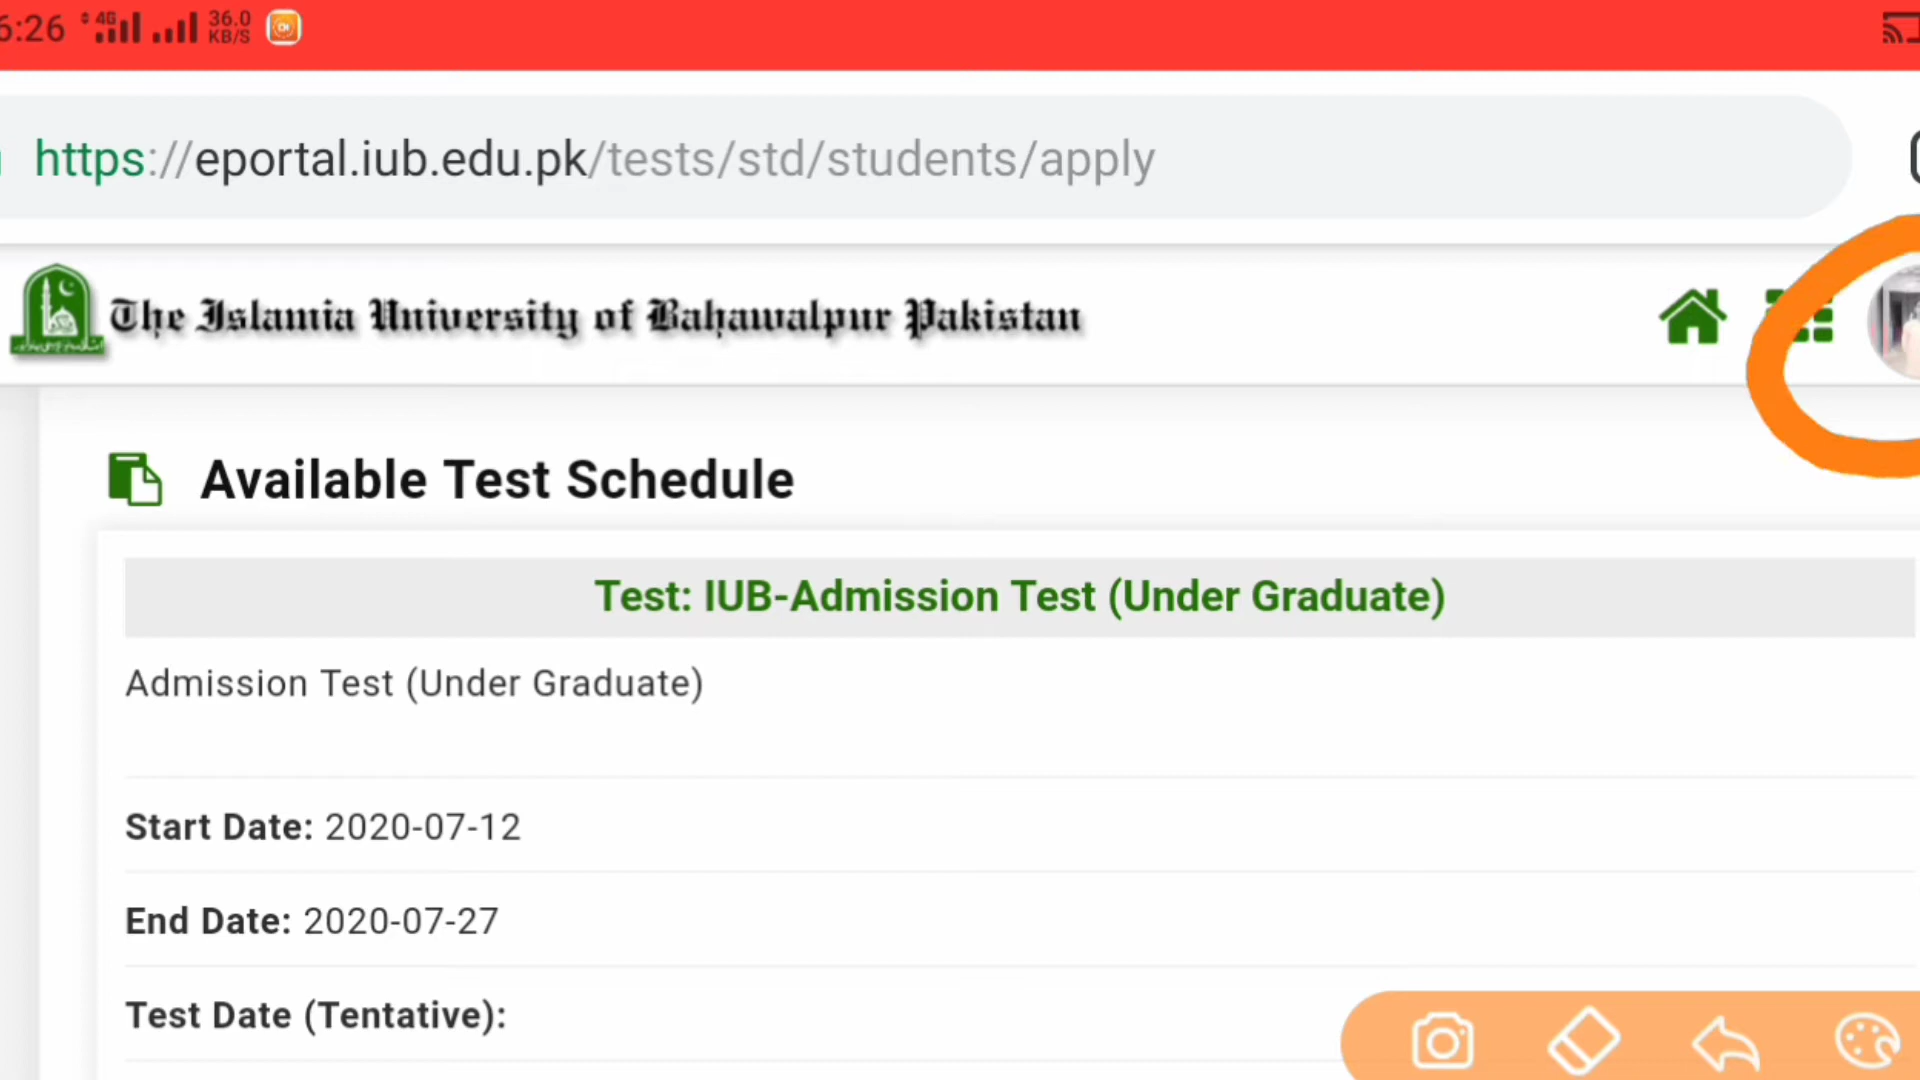 6:26 4G 36.0 KB/S
https://eportal.iub.edu.pk/tests/std/students/apply
The Islamia University of Bahawalpur Pakistan
Available Test Schedule
Test: IUB-Admission Test (Under Graduate)
Admission Test (Under Graduate)
Start Date: 2020-07-12
End Date: 2020-07-27
Test Date (Tentative):